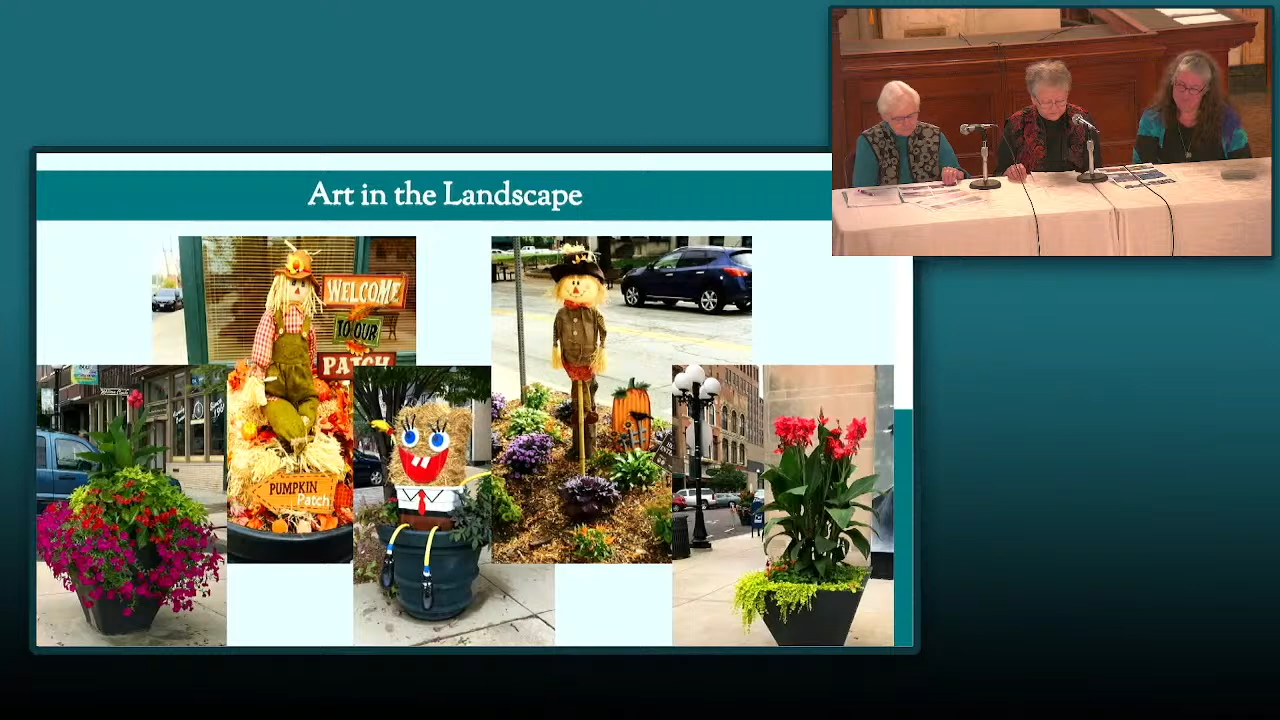 Art in the Landscape
WELCOME
TO OUR
PATCH
PUMPKIN
Patch